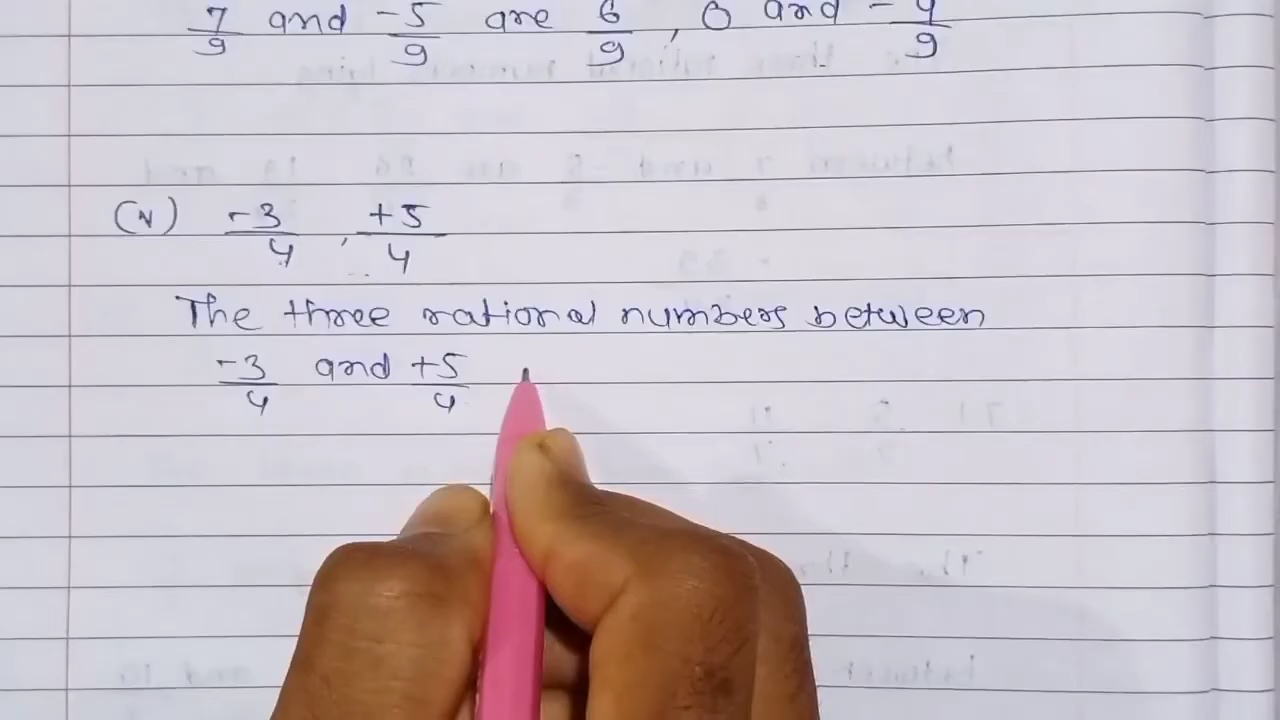 7/9 and -5/9 are 6/9, 0 and -4/9
(v) -3/4, +5/4
The three rational numbers between
-3/4 and +5/4